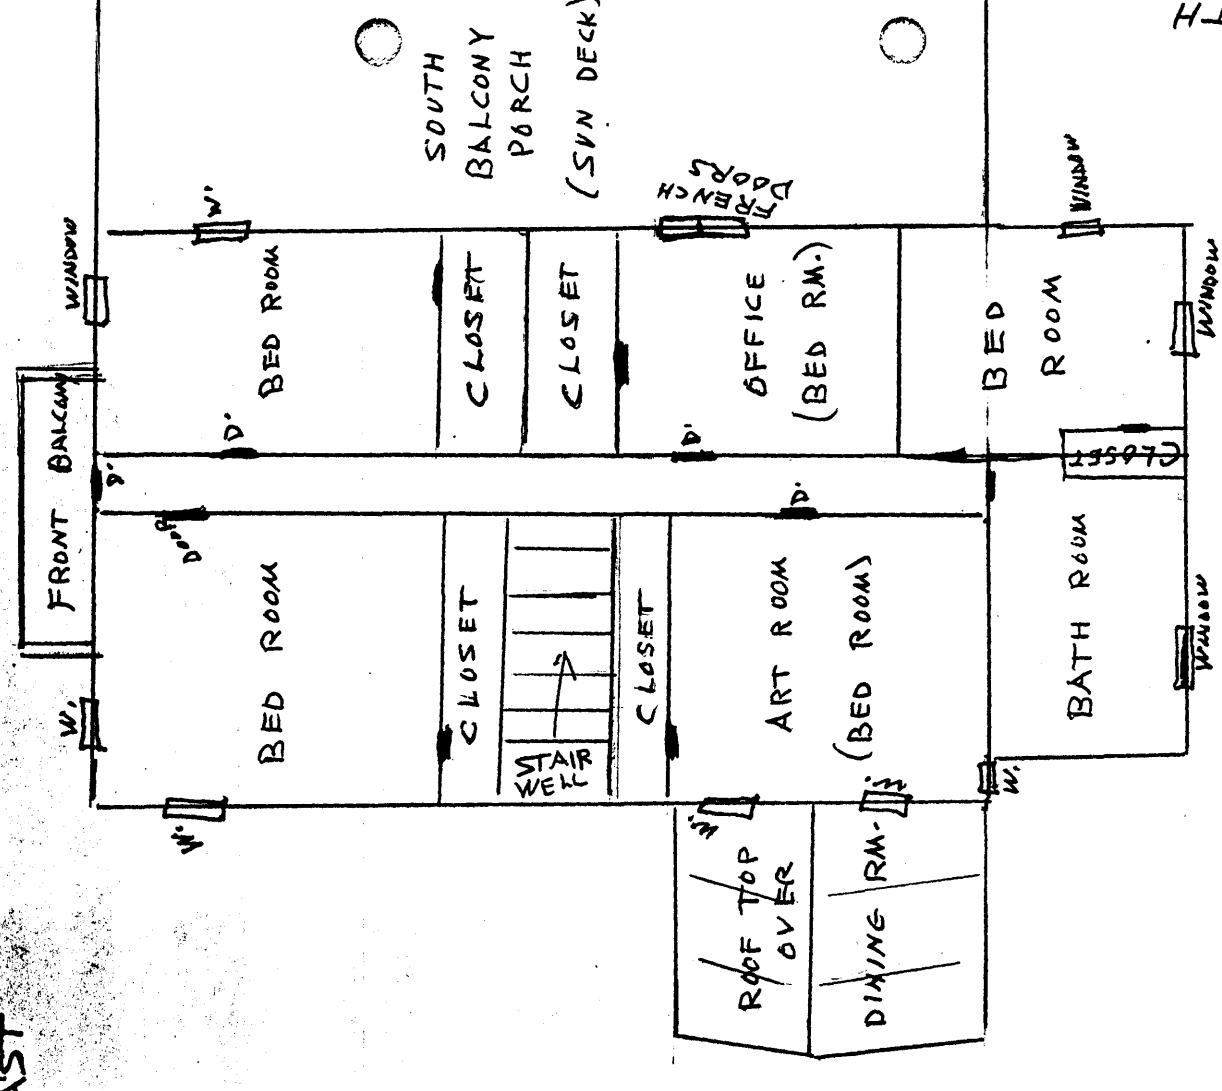 SOUTH
BALCONY
PORCH
(SUN DECK)
WINDOW
W.
FRENCH
DOORS
WINDOW
BED ROOM
CLOSET
CLOSET
OFFICE
(BED RM.)
BED
ROOM
WINDOW
FRONT BALCONY
D.
D.
D.
CLOSET
DOOR
D.
BED ROOM
CLOSET
STAIR
WELL
CLOSET
ART ROOM
(BED ROOM)
BATH ROOM
WINDOW
W.
W.
W.
W.
W.
ROOF TOP
OVER
DINING RM.